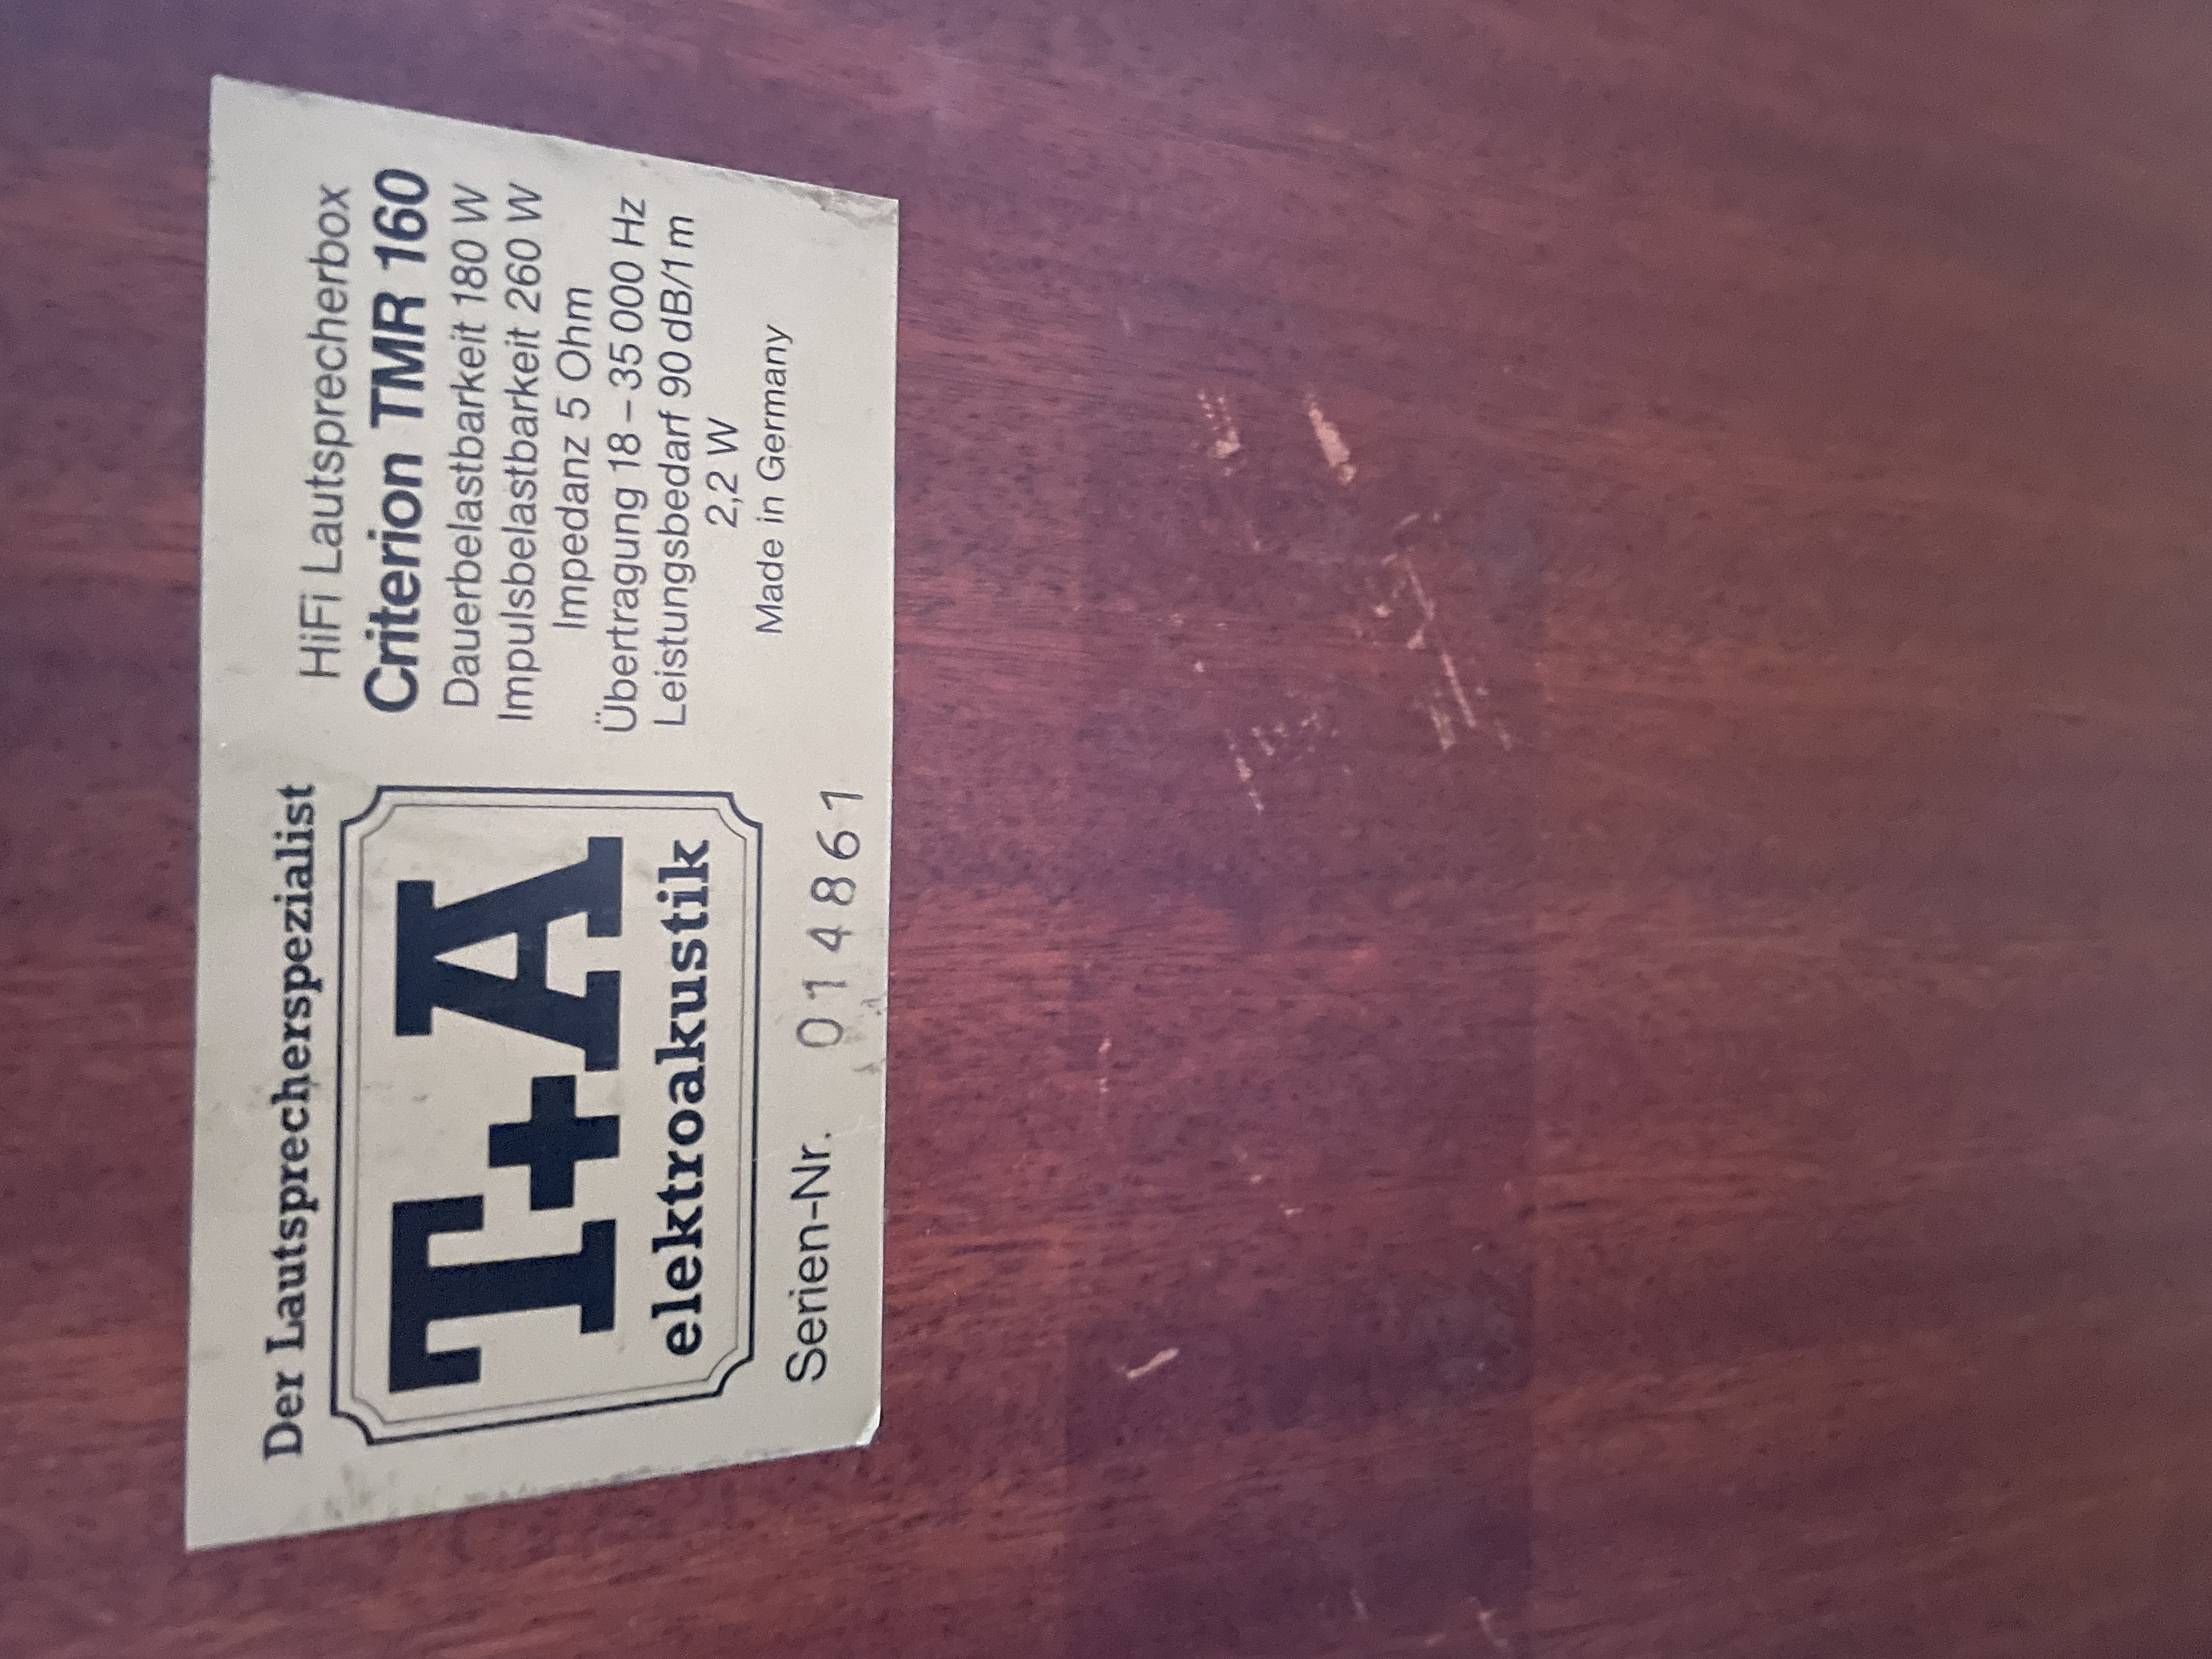 Der Lautsprecherspezialist
T+A
elektroakustik
Serien-Nr. 014861
HiFi Lautsprecherbox
Criterion TMR 160
Dauerbelastbarkeit 180 W
Impulsbelastbarkeit 260 W
Impedanz 5 Ohm
Übertragung 18–35 000 Hz
Leistungsbedarf 90 dB/1 m
2,2 W
Made in Germany